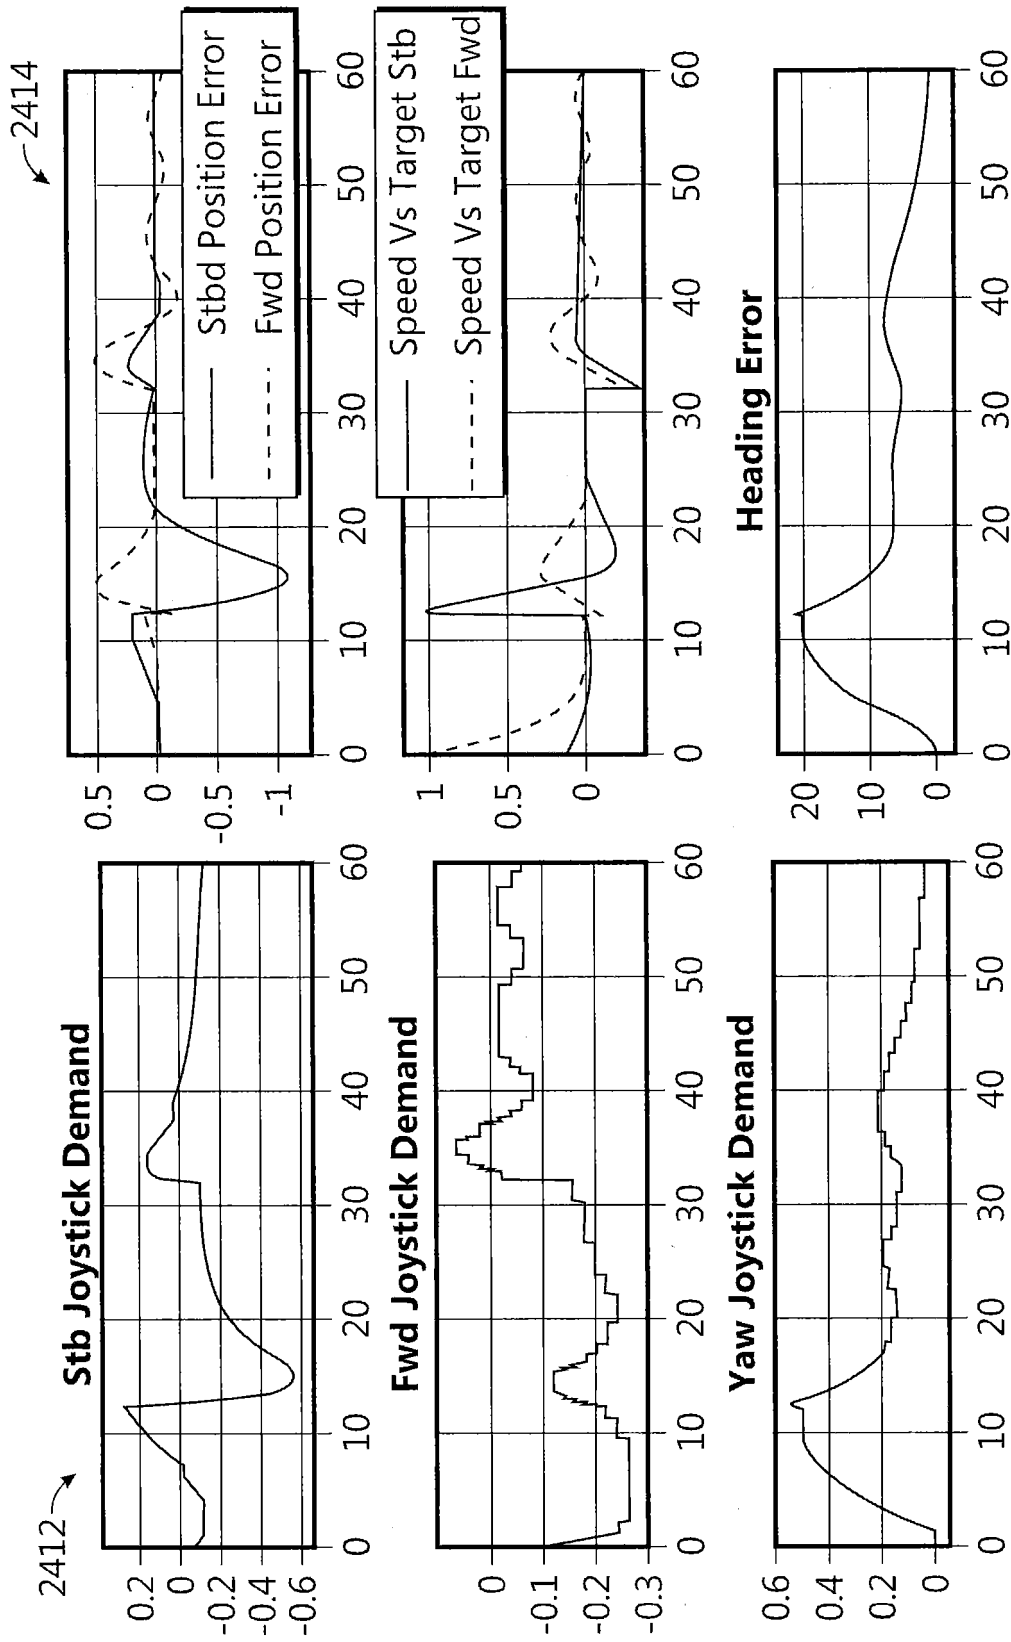 2412
Stb Joystick Demand
0.2
0
-0.2
-0.4
-0.6
0 10 20 30 40 50 60
Fwd Joystick Demand
0
-0.1
-0.2
-0.3
0 10 20 30 40 50 60
Yaw Joystick Demand
0.6
0.4
0.2
0
0 10 20 30 40 50 60
2414
0.5
0
-0.5
-1
0 10 20 30 40 50 60
Stbd Position Error
Fwd Position Error
1
0.5
0
0 10 20 30 40 50 60
Speed Vs Target Stb
Speed Vs Target Fwd
Heading Error
20
10
0
0 10 20 30 40 50 60